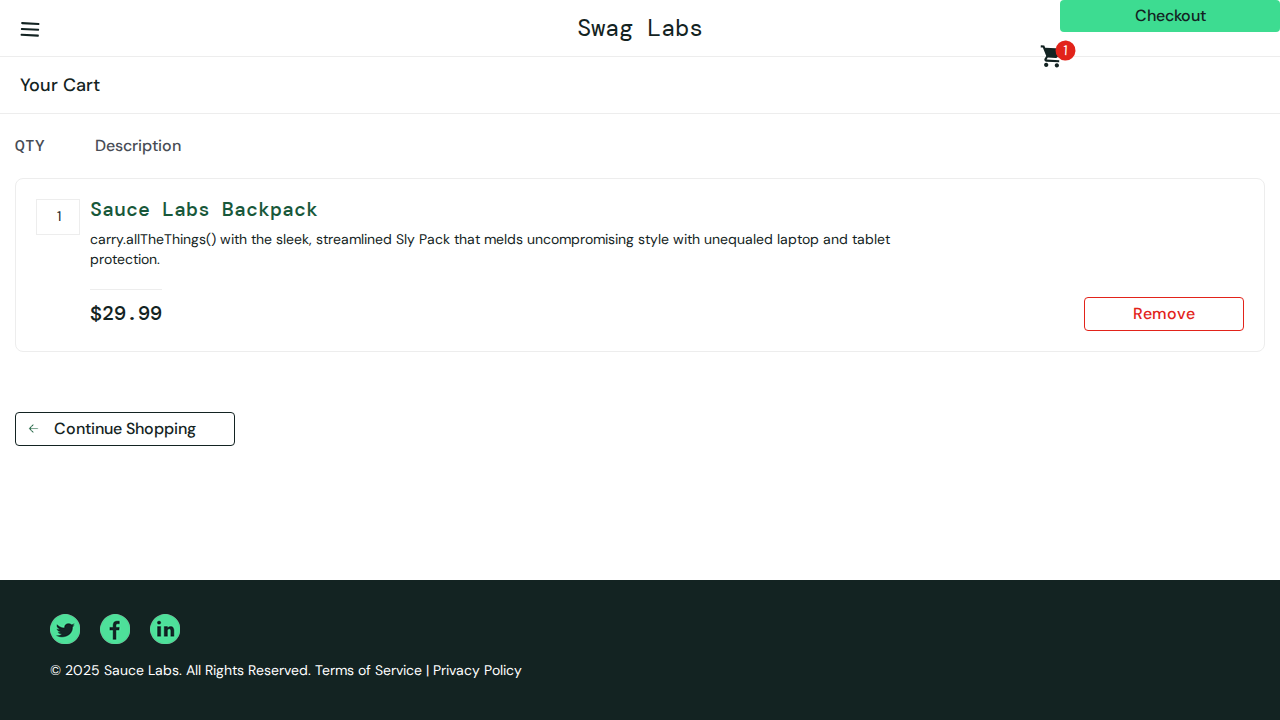 Swag Labs
Checkout
1
Your Cart
QTY
Description
1
Sauce Labs Backpack
carry.allTheThings() with the sleek, streamlined Sly Pack that melds uncompromising style with unequaled laptop and tablet
protection.
$29.99
Remove
Continue Shopping
© 2025 Sauce Labs. All Rights Reserved. Terms of Service | Privacy Policy